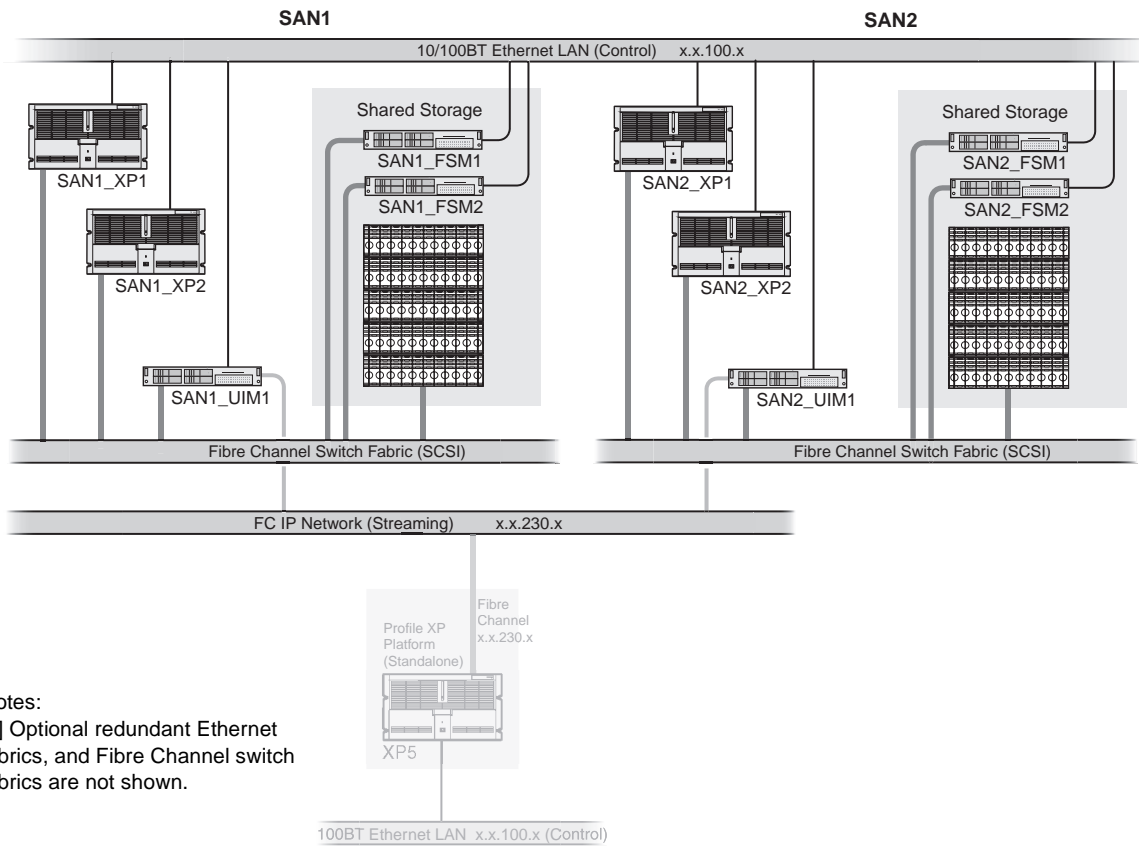 SAN1
SAN2
10/100BT Ethernet LAN (Control) x.x.100.x
Shared Storage
SAN1_FSM1
SAN1_FSM2
SAN1_XP1
SAN1_XP2
SAN1_UIM1
Shared Storage
SAN2_FSM1
SAN2_FSM2
SAN2_XP1
SAN2_XP2
SAN2_UIM1
Fibre Channel Switch Fabric (SCSI)
Fibre Channel Switch Fabric (SCSI)
FC IP Network (Streaming) x.x.230.x
Fibre
Channel
x.x.230.x
Profile XP
Platform
(Standalone)
XP5
100BT Ethernet LAN x.x.100.x (Control)
otes:
] Optional redundant Ethernet
brics, and Fibre Channel switch
brics are not shown.